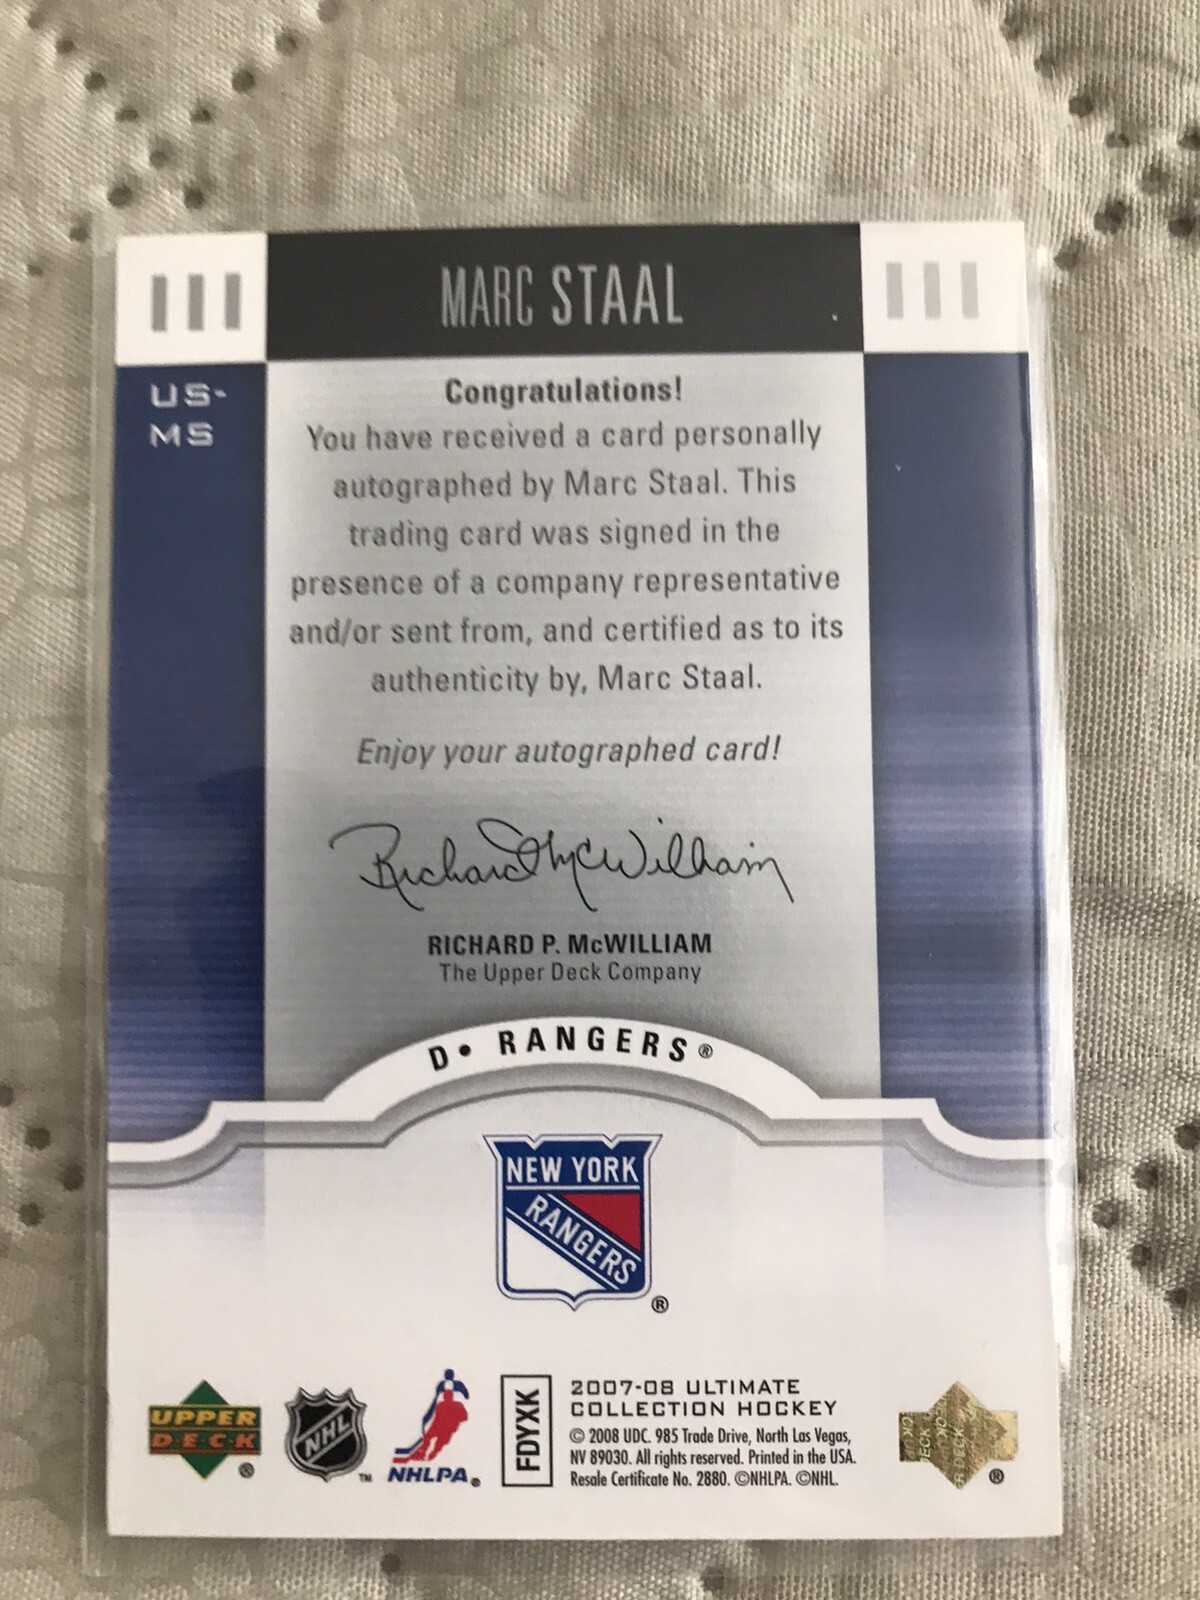 MARC STAAL
US-
MS
Congratulations!
You have received a card personally
autographed by Marc Staal. This
trading card was signed in the
presence of a company representative
and/or sent from, and certified as to its
authenticity by, Marc Staal.
Enjoy your autographed card!
Richard McWilliam
RICHARD P. McWILLIAM
The Upper Deck Company
D • RANGERS®
NEW YORK
RANGERS
®
UPPER
DECK
®
NHL
TM
NHLPA®
FDYXK
2007-08 ULTIMATE
COLLECTION HOCKEY
© 2008 UDC. 985 Trade Drive, North Las Vegas,
NV 89030. All rights reserved. Printed in the USA.
Resale Certificate No. 2880. ©NHLPA. ©NHL.
®